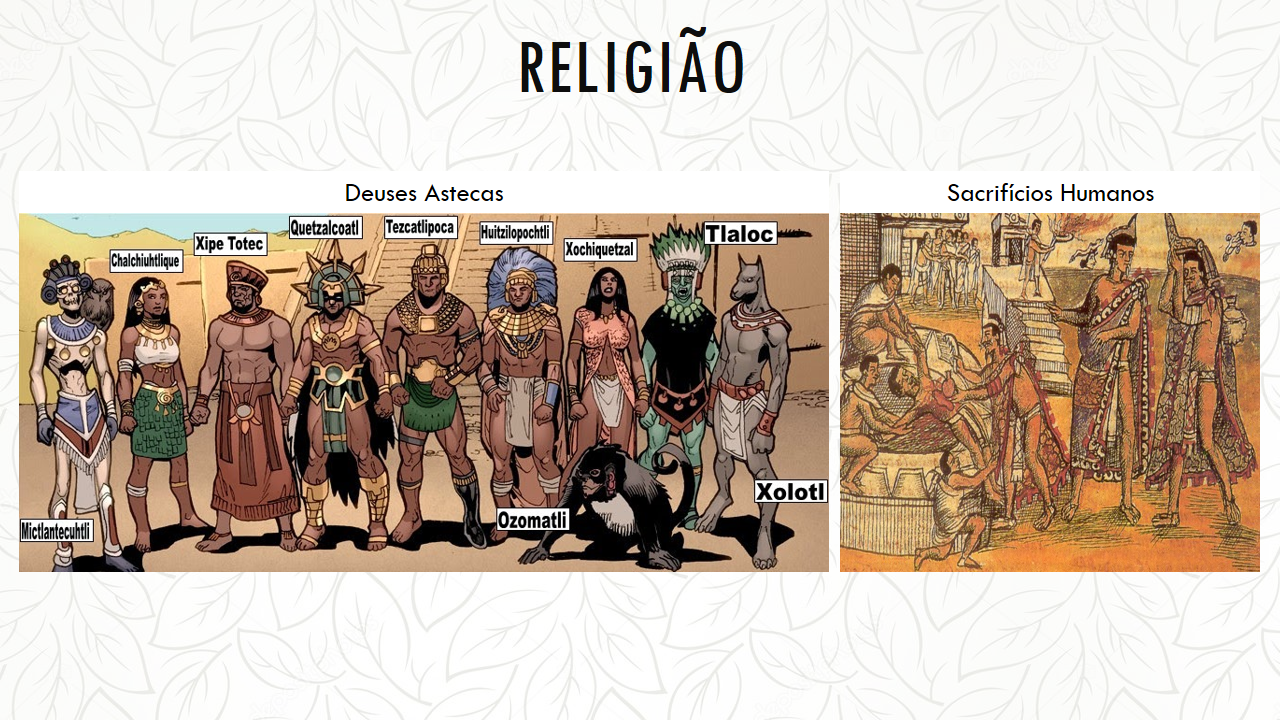 RELIGIÃO
Deuses Astecas
Mictlantecuhtli
Chalchiuhtlique
Xipe Totec
Quetzalcoatl
Tezcatlipoca
Huitzilopochtli
Xochiquetzal
Tlaloc
Ozomatli
Xolotl
Sacrifícios Humanos